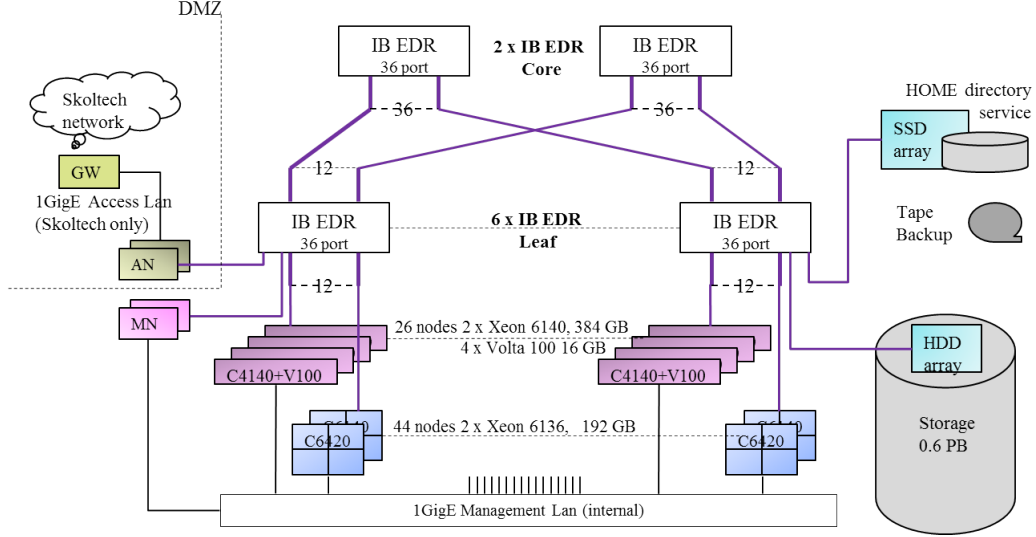 DMZ
IB EDR
36 port
2 x IB EDR
Core
IB EDR
36 port
36
36
Skoltech
network
GW
1GigE Access Lan
(Skoltech only)
AN
MN
12
12
IB EDR
36 port
6 x IB EDR
Leaf
IB EDR
36 port
12
12
HOME directory
service
SSD
array
Tape
Backup
26 nodes 2 x Xeon 6140, 384 GB
4 x Volta 100 16 GB
C4140+V100
C4140+V100
HDD
array
Storage
0.6 PB
44 nodes 2 x Xeon 6136, 192 GB
C6420
C6420
1GigE Management Lan (internal)